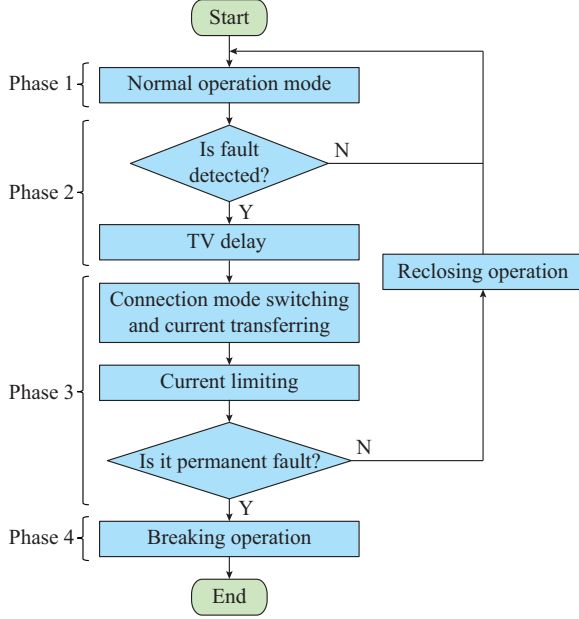 Start
Phase 1
Normal operation mode
Phase 2
Is fault
detected?
N
Y
TV delay
Reclosing operation
Phase 3
Connection mode switching
and current transferring
Current limiting
Is it permanent fault?
N
Y
Phase 4
Breaking operation
End